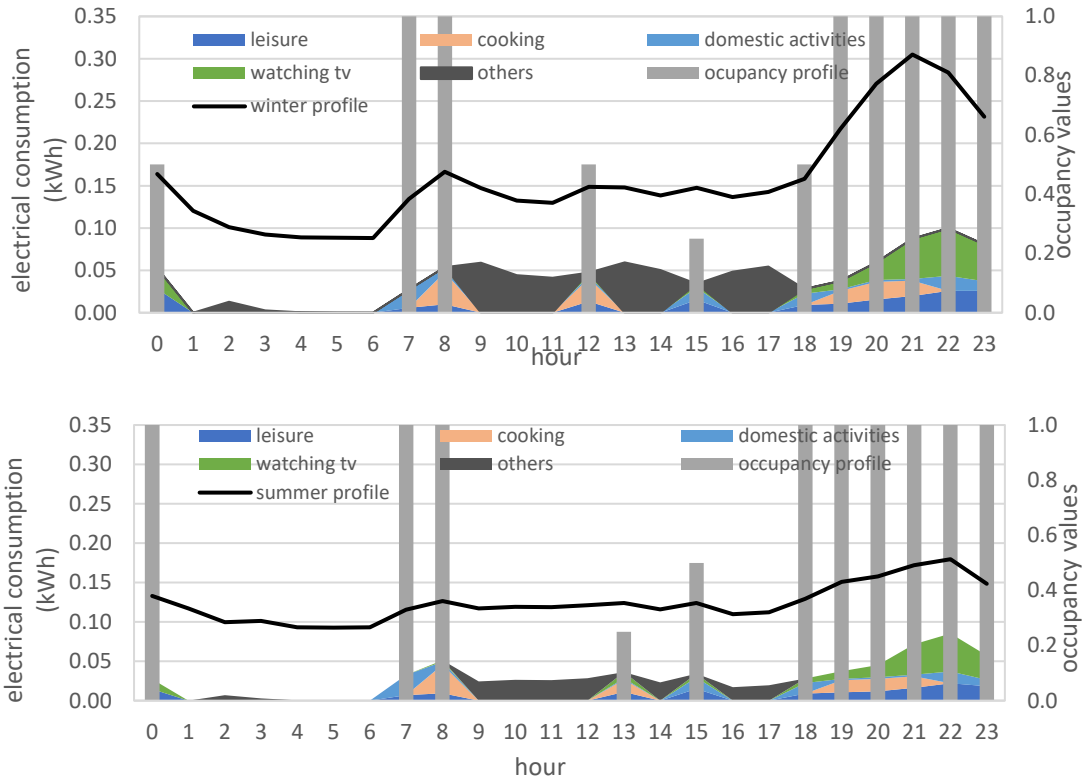 0.35
0.30
0.25
0.20
0.15
0.10
0.05
0.00
electrical consumption
(kWh)
leisure
cooking
domestic activities
watching tv
others
ocupancy profile
winter profile
1.0
0.8
0.6
0.4
0.2
0.0
occupancy values
0 1 2 3 4 5 6 7 8 9 10 11 12 13 14 15 16 17 18 19 20 21 22 23
hour
0.35
0.30
0.25
0.20
0.15
0.10
0.05
0.00
electrical consumption
(kWh)
leisure
cooking
domestic activities
watching tv
others
occupancy profile
summer profile
1.0
0.8
0.6
0.4
0.2
0.0
occupancy values
0 1 2 3 4 5 6 7 8 9 10 11 12 13 14 15 16 17 18 19 20 21 22 23
hour